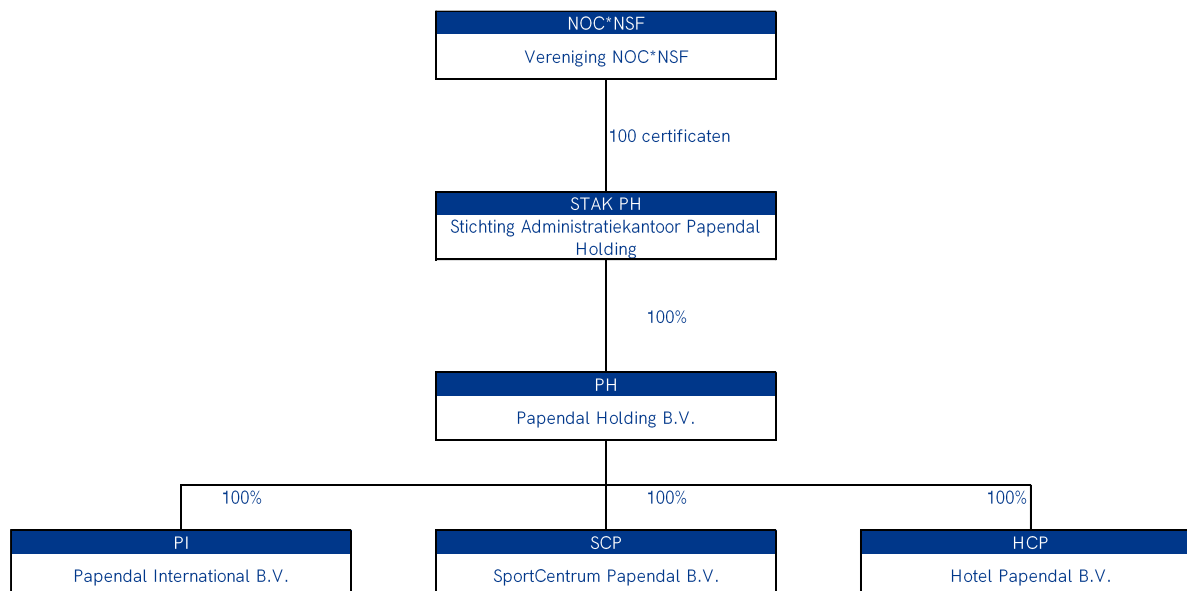 NOC*NSF
Vereniging NOC*NSF
100 certificaten
STAK PH
Stichting Administratiekantoor Papendal
Holding
100%
PH
Papendal Holding B.V.
100%
100%
100%
PI
SCP
HCP
Papendal International B.V.
SportCentrum Papendal B.V.
Hotel Papendal B.V.